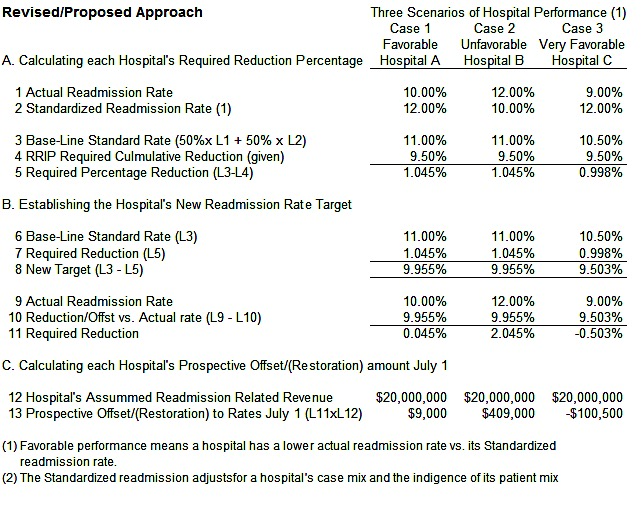 Revised/Proposed Approach Three Scenarios of Hospital Performance (1)
Case 1 Case 2 Case 3
Favorable Unfavorable Very Favorable
A. Calculating each Hospital's Required Reduction Percentage Hospital A Hospital B Hospital C
1 Actual Readmission Rate 10.00% 12.00% 9.00%
2 Standardized Readmission Rate (1) 12.00% 10.00% 12.00%
3 Base-Line Standard Rate (50%x L1 + 50% x L2) 11.00% 11.00% 10.50%
4 RRIP Required Culmulative Reduction (given) 9.50% 9.50% 9.50%
5 Required Percentage Reduction (L3-L4) 1.045% 1.045% 0.998%
B. Establishing the Hospital's New Readmission Rate Target
6 Base-Line Standard Rate (L3) 11.00% 11.00% 10.50%
7 Required Reduction (L5) 1.045% 1.045% 0.998%
8 New Target (L3 - L5) 9.955% 9.955% 9.503%
9 Actual Readmission Rate 10.00% 12.00% 9.00%
10 Reduction/Offst vs. Actual rate (L9 - L10) 9.955% 9.955% 9.503%
11 Required Reduction 0.045% 2.045% -0.503%
C. Calculating each Hospital's Prospective Offset/(Restoration) amount July 1
12 Hospital's Assummed Readmission Related Revenue $20,000,000 $20,000,000 $20,000,000
13 Prospective Offset/(Restoration) to Rates July 1 (L11xL12) $9,000 $409,000 -$100,500
(1) Favorable performance means a hospital has a lower actual readmission rate vs. its Standardized
readmission rate.
(2) The Standardized readmission adjustsfor a hospital's case mix and the indigence of its patient mix